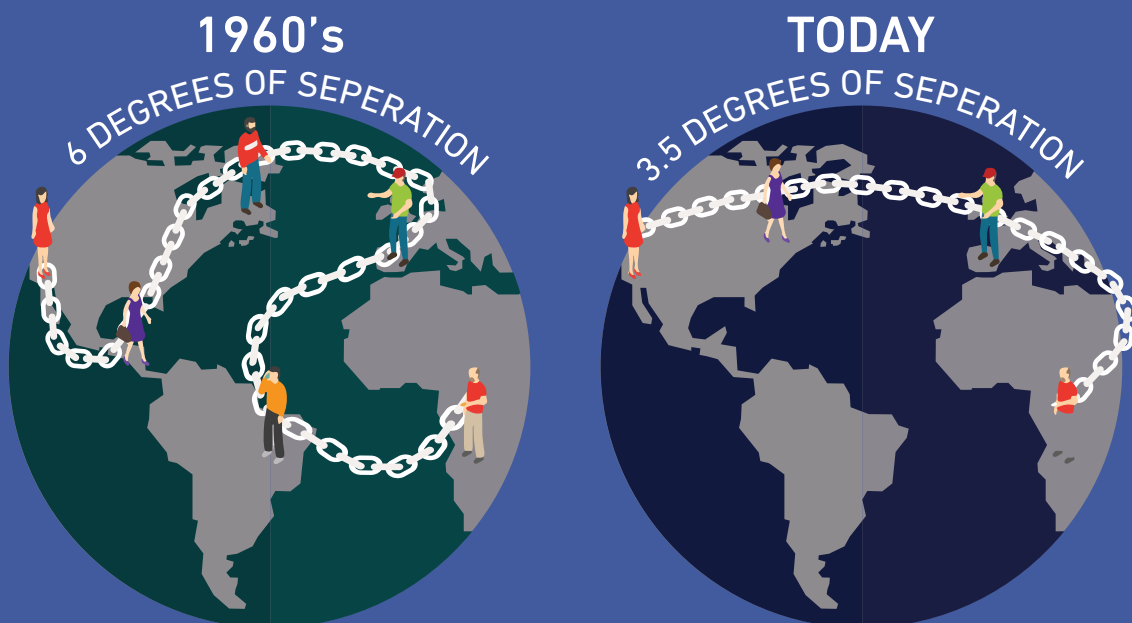 1960's
6 DEGREES OF SEPERATION
TODAY
3.5 DEGREES OF SEPERATION